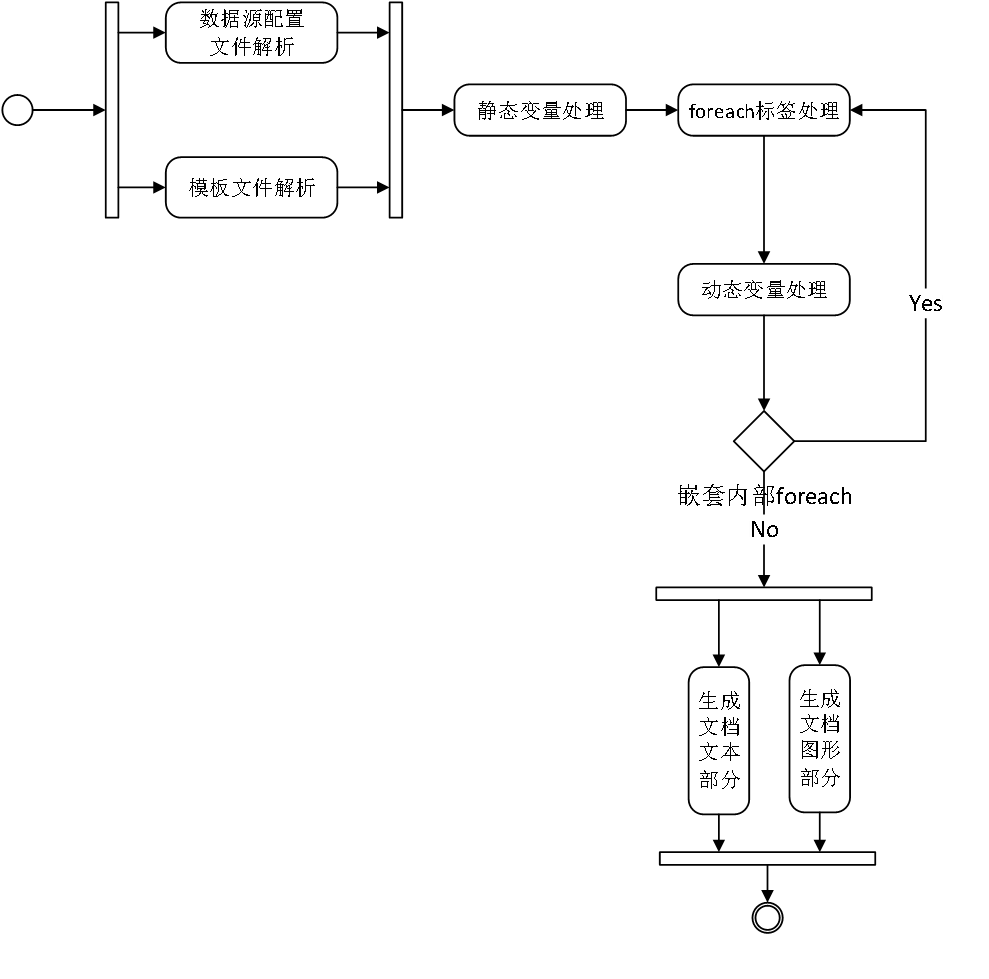 数据源配置
文件解析
模板文件解析
静态变量处理
foreach标签处理
动态变量处理
Yes
嵌套内部foreach
No
生成
文档
文本
部分
生成
文档
图形
部分